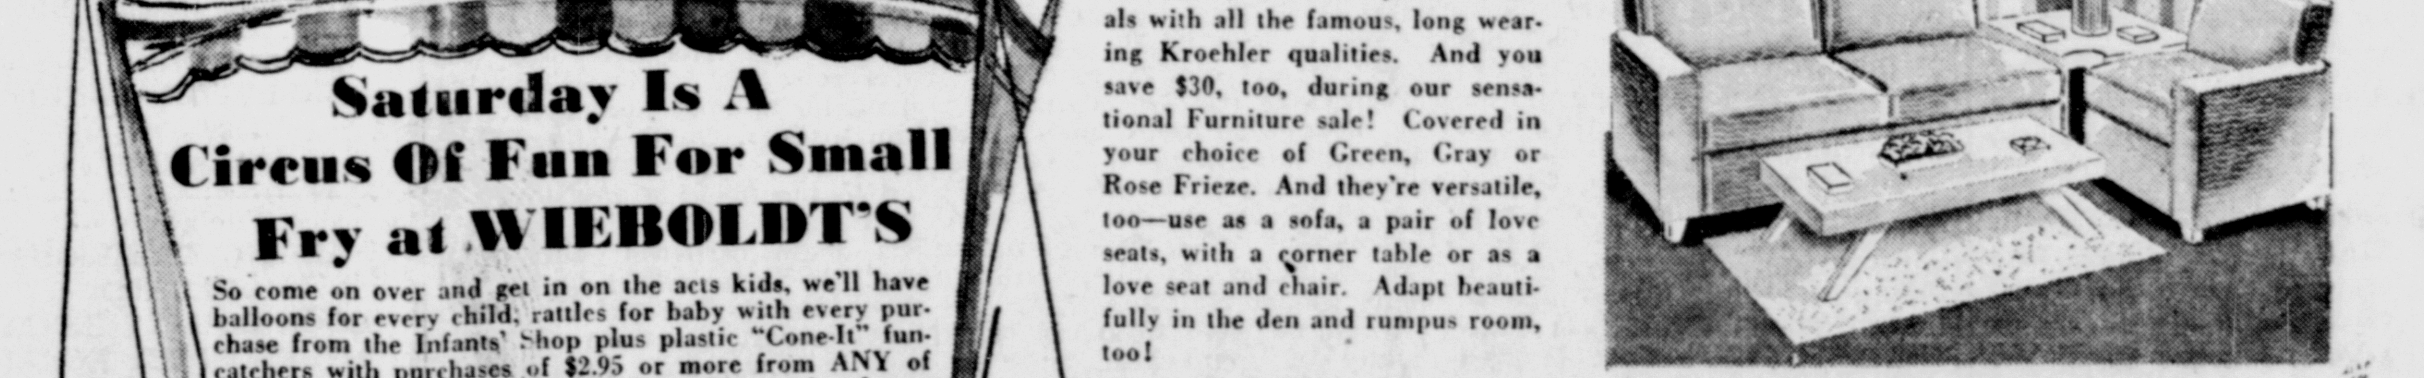 Saturday Is A
Circus Of Fun For Small
Fry at WIEBOLDT'S
So come on over and get in on the acts kids, we'll have
balloons for every child, rattles for baby with every pur-
chase from the Infants' Shop plus plastic "Cone-It" fun-
catchers with purchases of $2.95 or more from ANY of
als with all the famous, long wear-
ing Kroehler qualities. And you
save $30, too, during our sensa-
tional Furniture sale! Covered in
your choice of Green, Gray or
Rose Frieze. And they're versatile,
too—use as a sofa, a pair of love
seats, with a corner table or as a
love seat and chair. Adapt beauti-
fully in the den and rumpus room,
too!